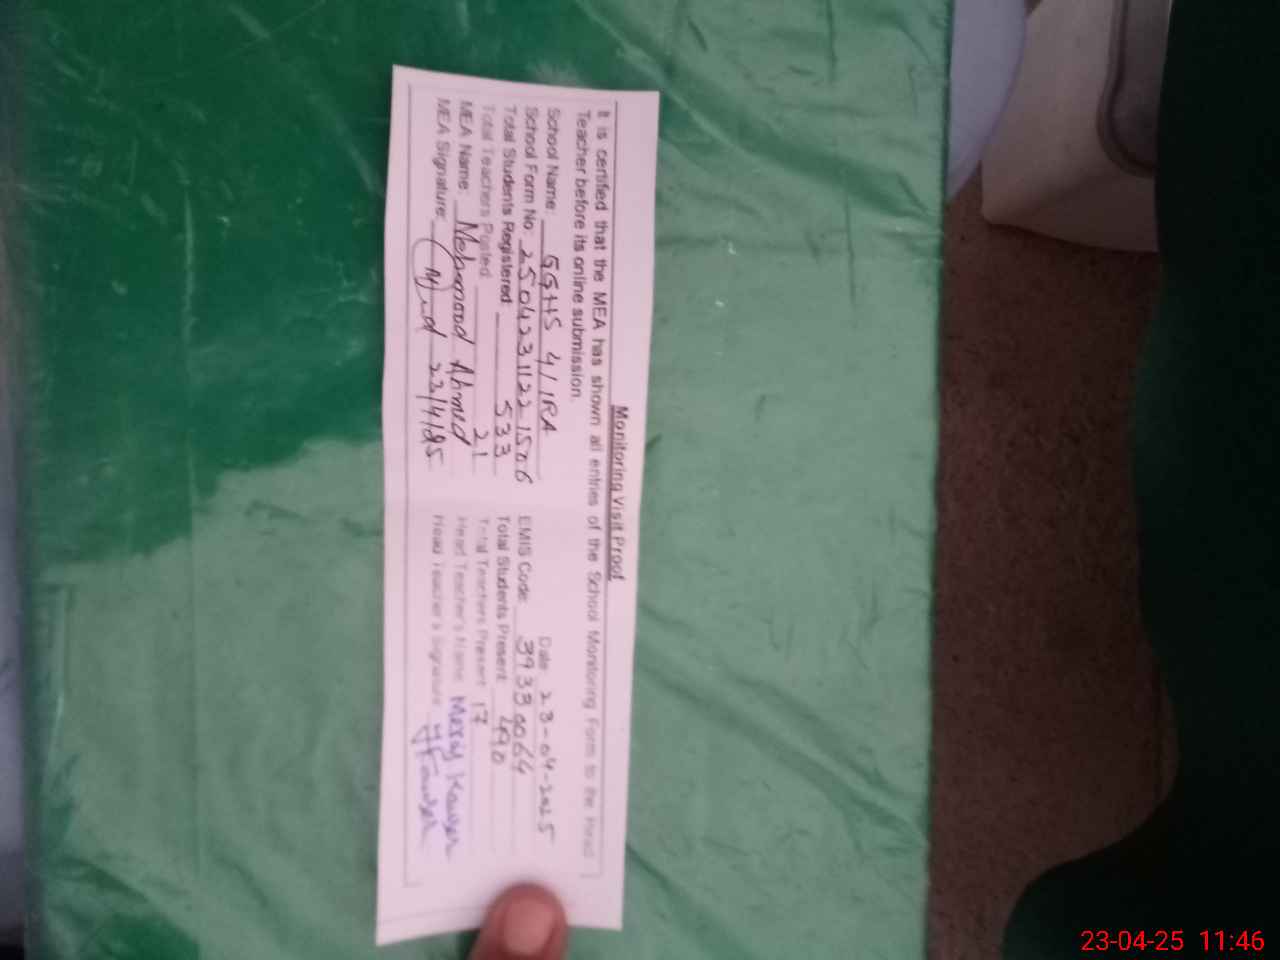 Monitoring Visit Proof
It is certified that the MEA has shown all entries of the School Monitoring Form to the Head
Teacher before its online submission.
Date 23-04-2025
School Name: GGHS 4/1RA
School Form No: 25042311221506 EMIS Code: 39330064
Total Students Registered: 533 Total Students Present: 490
Total Teachers Posted: 21 Total Teachers Present: 17
MEA Name: Mehmood Ahmed Head Teacher's Name: Kausar
MEA Signature: 23/4/25 Head Teacher's Signature:
23-04-25 11:46